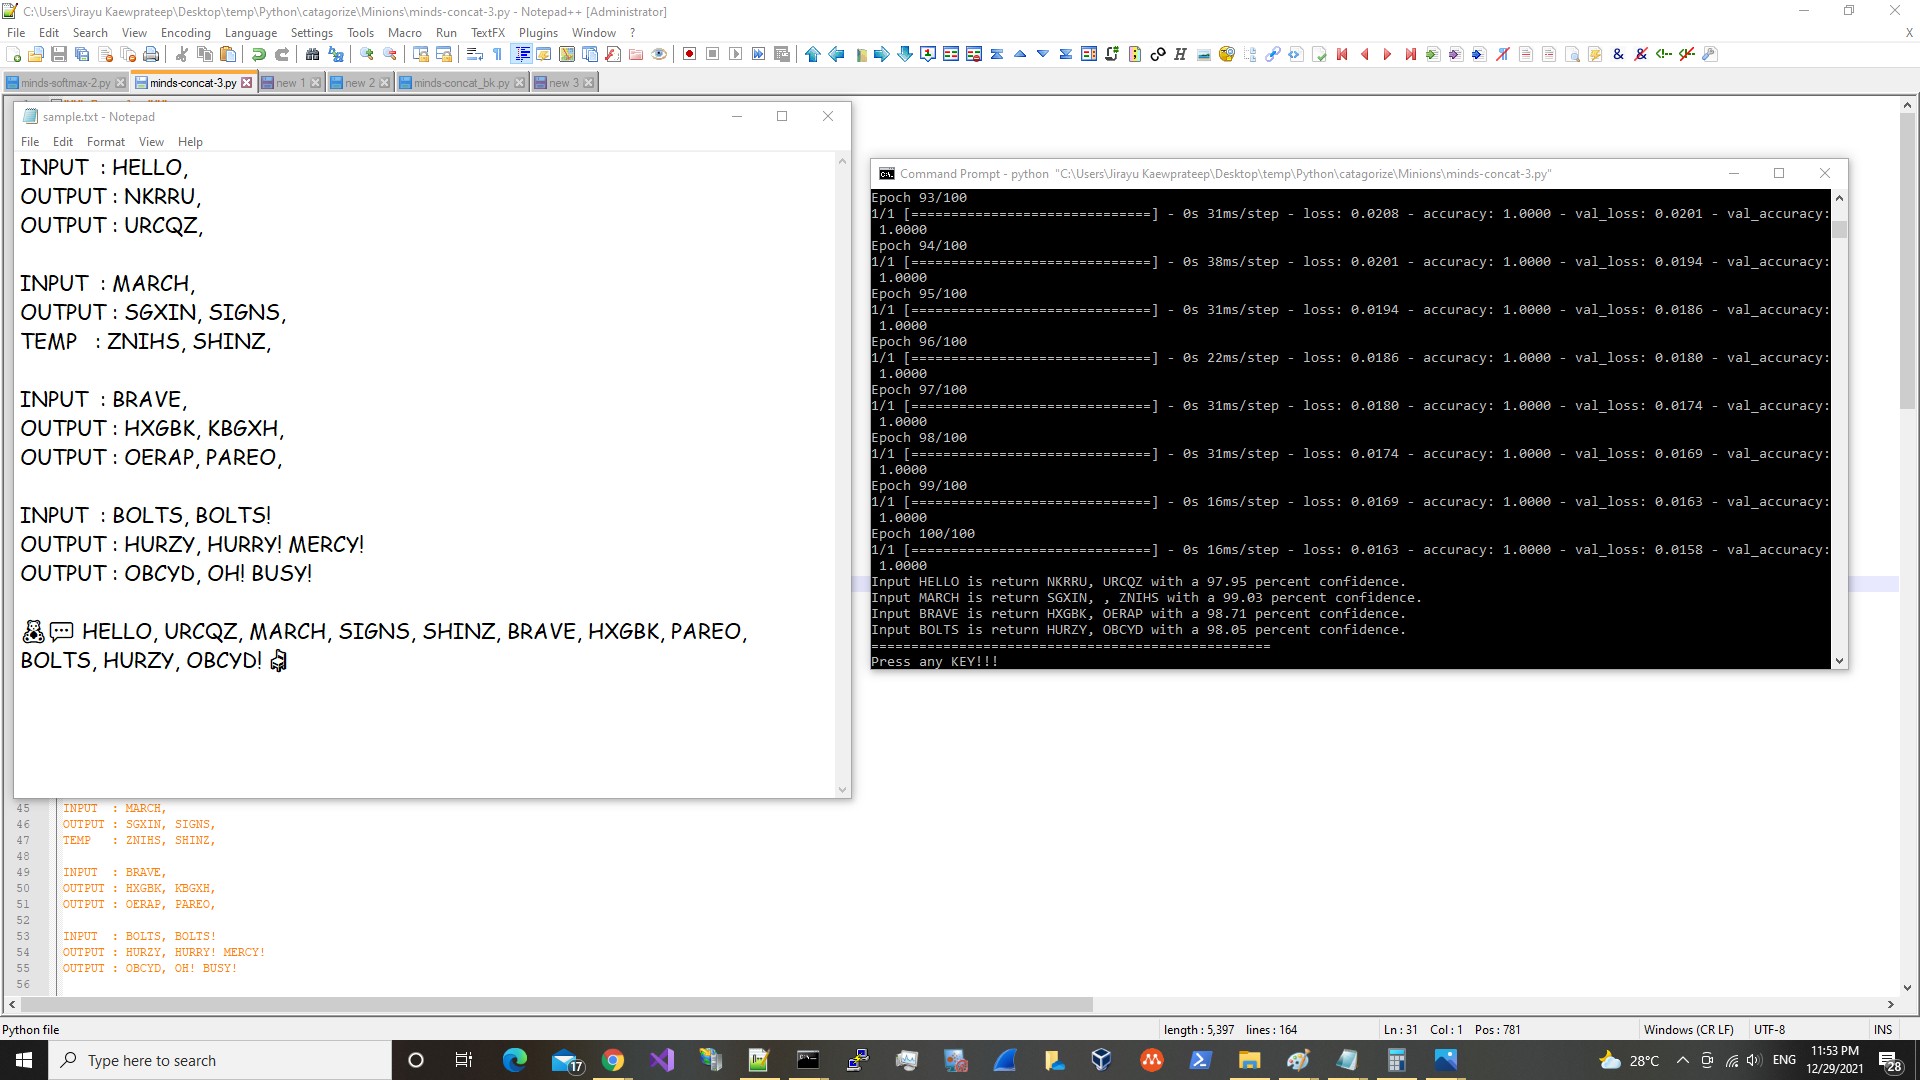 C:\Users\Jirayu Kaewprateep\Desktop\temp\Python\catagorize\Minions\minds-concat-3.py - Notepad++ [Administrator]
File Edit Search View Encoding Language Settings Tools Macro Run TextFX Plugins Window ? X
minds-softmax-2.py minds-concat-3.py new 1 new 2 minds-concat_bk.py new 3
sample.txt - Notepad
File Edit Format View Help
INPUT : HELLO,
OUTPUT : NKRRU,
OUTPUT : URCQZ,
INPUT : MARCH,
OUTPUT : SGXIN, SIGNS,
TEMP : ZNIHS, SHINZ,
INPUT : BRAVE,
OUTPUT : HXGBK, KBGXH,
OUTPUT : OERAP, PAREO,
INPUT : BOLTS, BOLTS!
OUTPUT : HURZY, HURRY! MERCY!
OUTPUT : OBCYD, OH! BUSY!
🧸💬 HELLO, URCQZ, MARCH, SIGNS, SHINZ, BRAVE, HXGBK, PAREO,
BOLTS, HURZY, OBCYD!
Command Prompt - python "C:\Users\Jirayu Kaewprateep\Desktop\temp\Python\catagorize\Minions\minds-concat-3.py"
Epoch 93/100
1/1 [==============================] - 0s 31ms/step - loss: 0.0208 - accuracy: 1.0000 - val_loss: 0.0201 - val_accuracy:
1.0000
Epoch 94/100
1/1 [==============================] - 0s 38ms/step - loss: 0.0201 - accuracy: 1.0000 - val_loss: 0.0194 - val_accuracy:
1.0000
Epoch 95/100
1/1 [==============================] - 0s 31ms/step - loss: 0.0194 - accuracy: 1.0000 - val_loss: 0.0186 - val_accuracy:
1.0000
Epoch 96/100
1/1 [==============================] - 0s 22ms/step - loss: 0.0186 - accuracy: 1.0000 - val_loss: 0.0180 - val_accuracy:
1.0000
Epoch 97/100
1/1 [==============================] - 0s 31ms/step - loss: 0.0180 - accuracy: 1.0000 - val_loss: 0.0174 - val_accuracy:
1.0000
Epoch 98/100
1/1 [==============================] - 0s 31ms/step - loss: 0.0174 - accuracy: 1.0000 - val_loss: 0.0169 - val_accuracy:
1.0000
Epoch 99/100
1/1 [==============================] - 0s 16ms/step - loss: 0.0169 - accuracy: 1.0000 - val_loss: 0.0163 - val_accuracy:
1.0000
Epoch 100/100
1/1 [==============================] - 0s 16ms/step - loss: 0.0163 - accuracy: 1.0000 - val_loss: 0.0158 - val_accuracy:
1.0000
Input HELLO is return NKRRU, URCQZ with a 97.95 percent confidence.
Input MARCH is return SGXIN, , ZNIHS with a 99.03 percent confidence.
Input BRAVE is return HXGBK, OERAP with a 98.71 percent confidence.
Input BOLTS is return HURZY, OBCYD with a 98.05 percent confidence.
==================================================
Press any KEY!!!
45 INPUT : MARCH,
46 OUTPUT : SGXIN, SIGNS,
47 TEMP : ZNIHS, SHINZ,
48
49 INPUT : BRAVE,
50 OUTPUT : HXGBK, KBGXH,
51 OUTPUT : OERAP, PAREO,
52
53 INPUT : BOLTS, BOLTS!
54 OUTPUT : HURZY, HURRY! MERCY!
55 OUTPUT : OBCYD, OH! BUSY!
56
Python file length : 5,397 lines : 164 Ln : 31 Col : 1 Pos : 781 Windows (CR LF) UTF-8 INS
Type here to search 17 28°C ENG 11:53 PM 28
12/29/2021